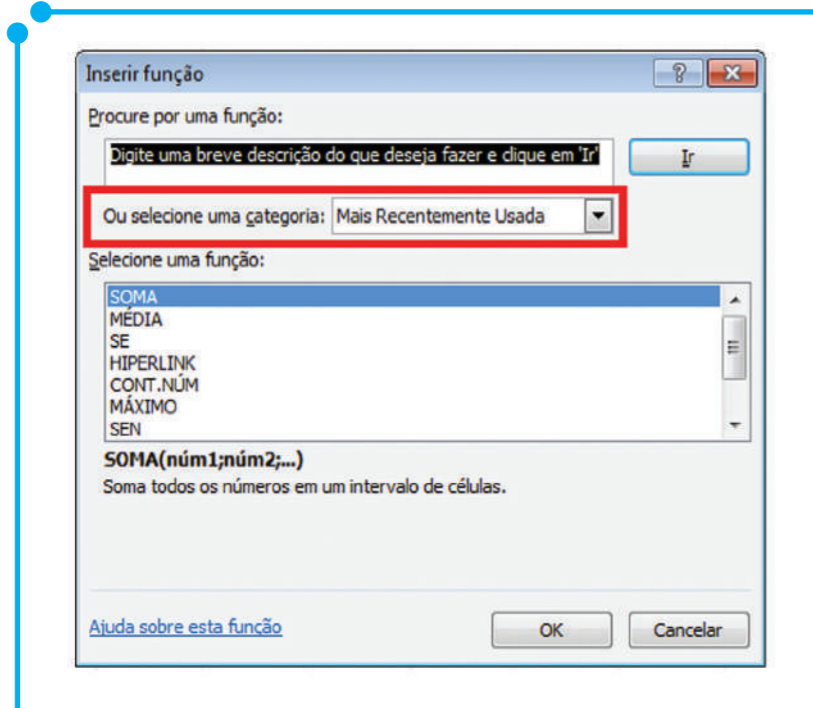 Inserir função
Procure por uma função:
Digite uma breve descrição do que deseja fazer e clique em 'Ir'
Ir
Ou selecione uma categoria: Mais Recentemente Usada
Selecione uma função:
SOMA
MÉDIA
SE
HIPERLINK
CONT.NÚM
MÁXIMO
SEN
SOMA(núm1;núm2;...)
Soma todos os números em um intervalo de células.
Ajuda sobre esta função
OK
Cancelar